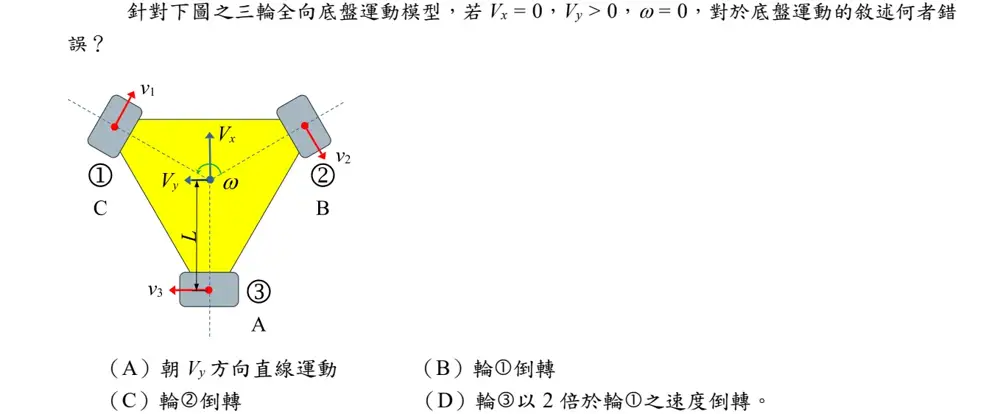 針對下圖之三輪全向底盤運動模型，若 Vx = 0，Vy > 0，ω = 0，對於底盤運動的敘述何者錯
誤？
v1
Vx
v2
①
Vy
ω
②
C
B
L
v3
③
A
（A）朝 Vy 方向直線運動
（B）輪①倒轉
（C）輪②倒轉
（D）輪③以 2 倍於輪①之速度倒轉。